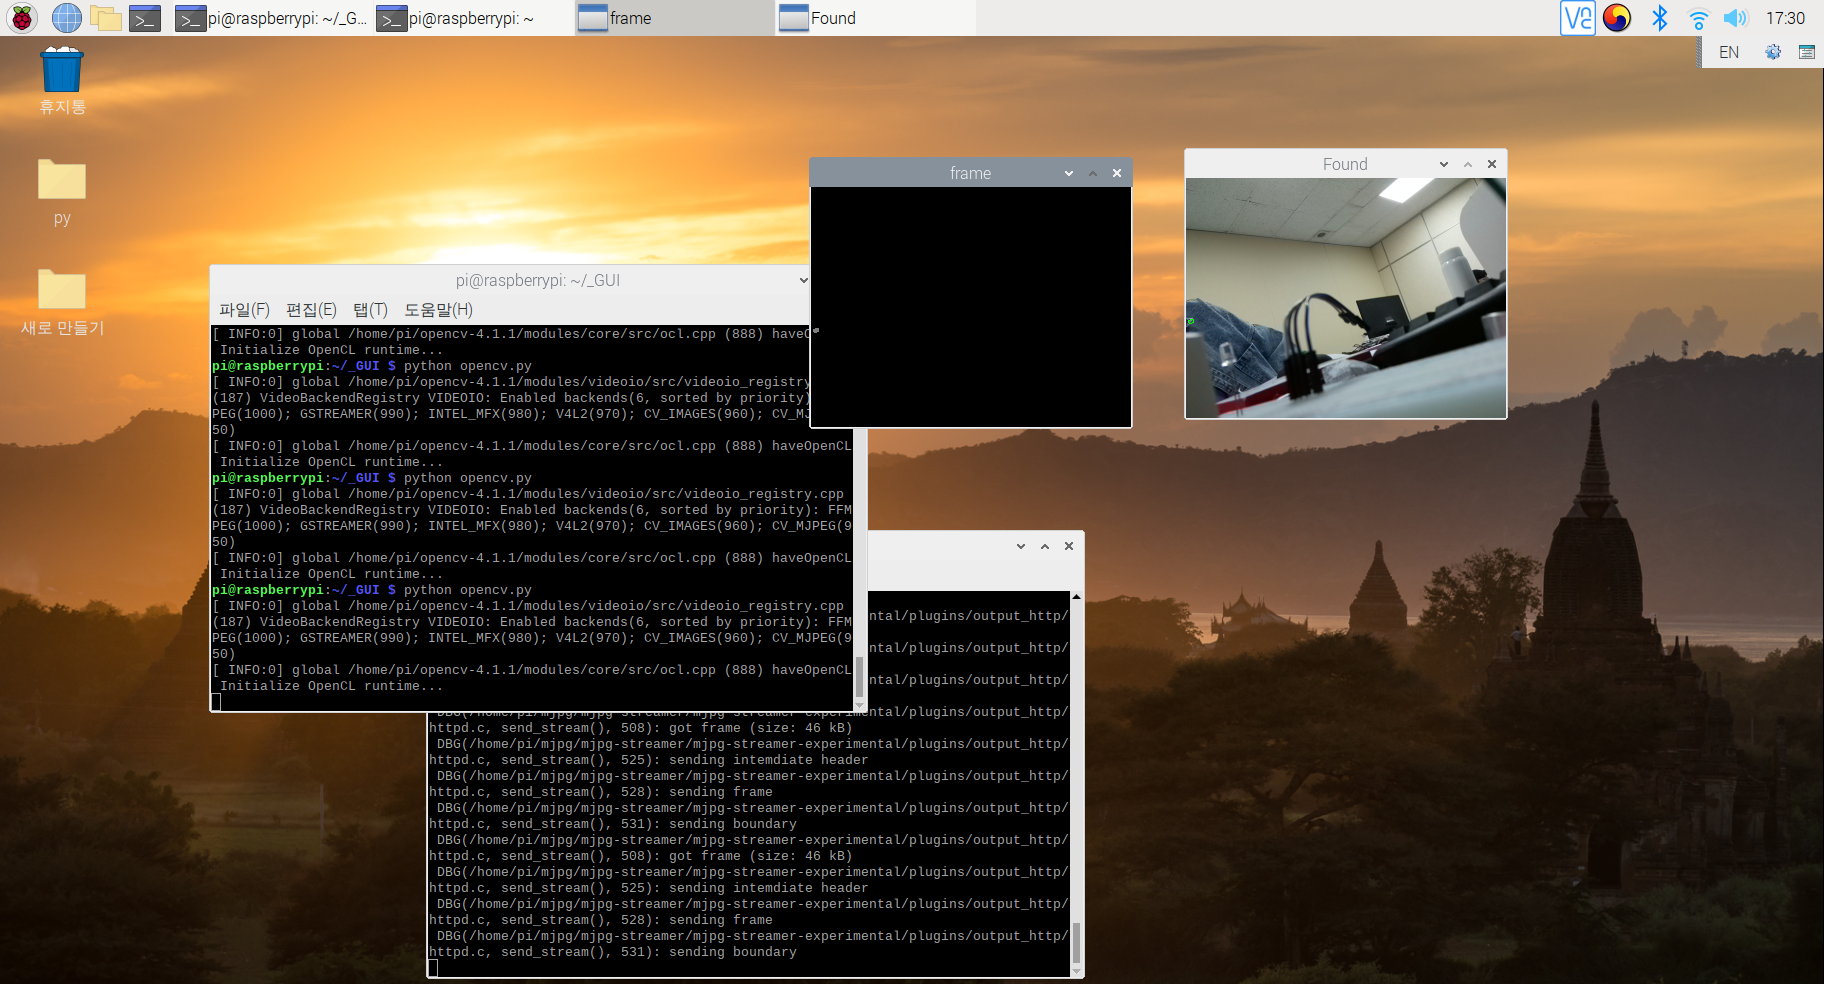 pi@raspberrypi: ~/_G...
pi@raspberrypi: ~
frame
Found
17:30
EN
휴지통
py
새로 만들기
frame
Found
pi@raspberrypi: ~/_GUI
파일(F) 편집(E) 탭(T) 도움말(H)
[ INFO:0] global /home/pi/opencv-4.1.1/modules/core/src/ocl.cpp (888) haveO
Initialize OpenCL runtime...
pi@raspberrypi:~/_GUI $ python opencv.py
[ INFO:0] global /home/pi/opencv-4.1.1/modules/videoio/src/videoio_registry
(187) VideoBackendRegistry VIDEOIO: Enabled backends(6, sorted by priority)
PEG(1000); GSTREAMER(990); INTEL_MFX(980); V4L2(970); CV_IMAGES(960); CV_MJ
50)
[ INFO:0] global /home/pi/opencv-4.1.1/modules/core/src/ocl.cpp (888) haveOpenCL
Initialize OpenCL runtime...
pi@raspberrypi:~/_GUI $ python opencv.py
[ INFO:0] global /home/pi/opencv-4.1.1/modules/videoio/src/videoio_registry.cpp
(187) VideoBackendRegistry VIDEOIO: Enabled backends(6, sorted by priority): FFM
PEG(1000); GSTREAMER(990); INTEL_MFX(980); V4L2(970); CV_IMAGES(960); CV_MJPEG(9
50)
[ INFO:0] global /home/pi/opencv-4.1.1/modules/core/src/ocl.cpp (888) haveOpenCL
Initialize OpenCL runtime...
pi@raspberrypi:~/_GUI $ python opencv.py
[ INFO:0] global /home/pi/opencv-4.1.1/modules/videoio/src/videoio_registry.cpp
(187) VideoBackendRegistry VIDEOIO: Enabled backends(6, sorted by priority): FFM
PEG(1000); GSTREAMER(990); INTEL_MFX(980); V4L2(970); CV_IMAGES(960); CV_MJPEG(9
50)
[ INFO:0] global /home/pi/opencv-4.1.1/modules/core/src/ocl.cpp (888) haveOpenCL
Initialize OpenCL runtime...
ntal/plugins/output_http/
ntal/plugins/output_http/
ntal/plugins/output_http/
DBG(/home/pi/mjpg/mjpg-streamer/mjpg-streamer-experimental/plugins/output_http/
httpd.c, send_stream(), 508): got frame (size: 46 kB)
DBG(/home/pi/mjpg/mjpg-streamer/mjpg-streamer-experimental/plugins/output_http/
httpd.c, send_stream(), 525): sending intemdiate header
DBG(/home/pi/mjpg/mjpg-streamer/mjpg-streamer-experimental/plugins/output_http/
httpd.c, send_stream(), 528): sending frame
DBG(/home/pi/mjpg/mjpg-streamer/mjpg-streamer-experimental/plugins/output_http/
httpd.c, send_stream(), 531): sending boundary
DBG(/home/pi/mjpg/mjpg-streamer/mjpg-streamer-experimental/plugins/output_http/
httpd.c, send_stream(), 508): got frame (size: 46 kB)
DBG(/home/pi/mjpg/mjpg-streamer/mjpg-streamer-experimental/plugins/output_http/
httpd.c, send_stream(), 525): sending intemdiate header
DBG(/home/pi/mjpg/mjpg-streamer/mjpg-streamer-experimental/plugins/output_http/
httpd.c, send_stream(), 528): sending frame
DBG(/home/pi/mjpg/mjpg-streamer/mjpg-streamer-experimental/plugins/output_http/
httpd.c, send_stream(), 531): sending boundary